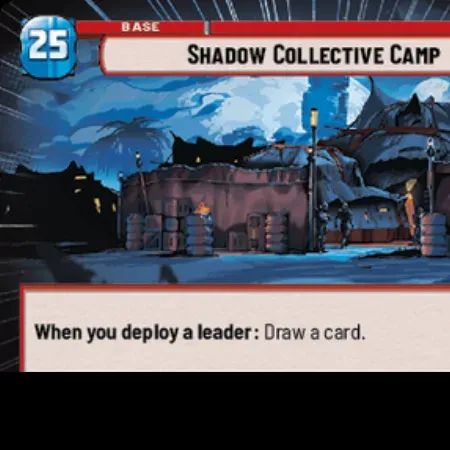 BASE
25
SHADOW COLLECTIVE CAMP
When you deploy a leader: Draw a card.